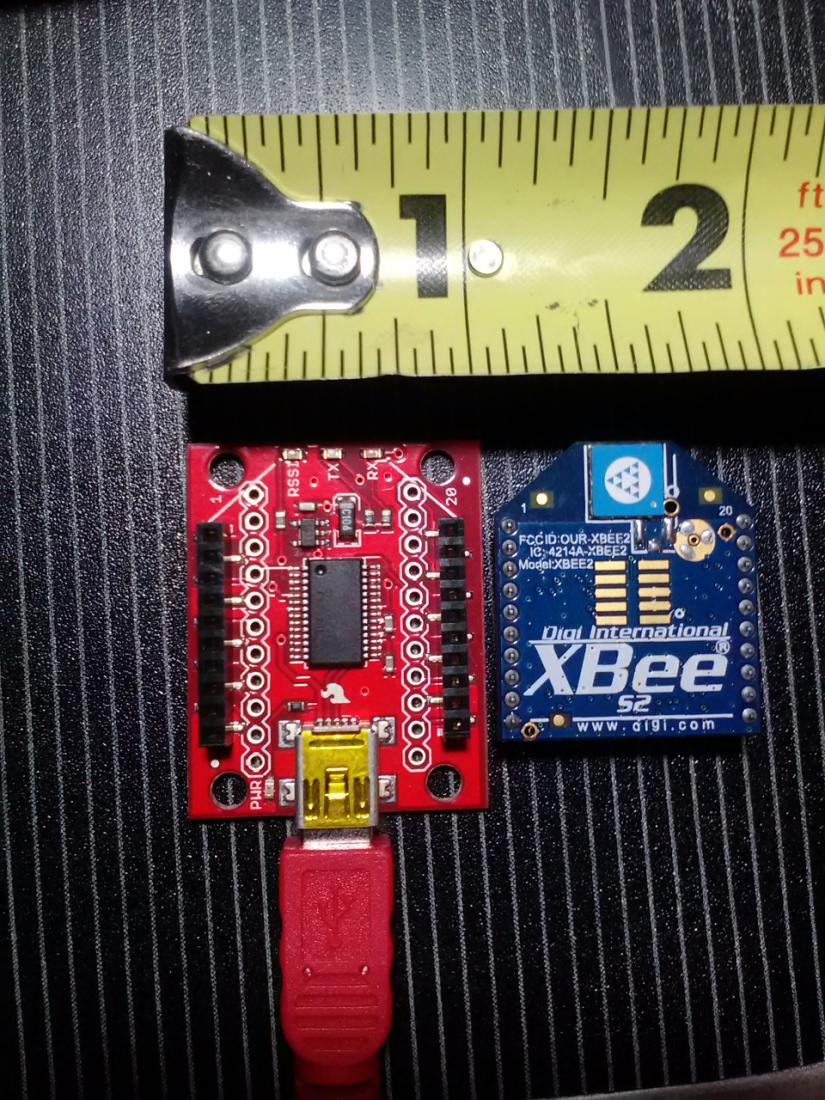 1 2
ft
25
in
RSSI TX RX
1 20
C104
PWR
1 20
FCC ID:OUR-XBEE2
IC: 4214A-XBEE2
Model:XBEE2
Digi International
XBee®
S2
www.digi.com